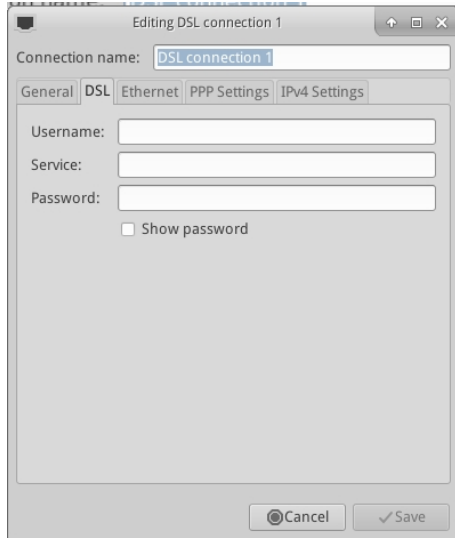 Editing DSL connection 1
Connection name: DSL connection 1
General DSL Ethernet PPP Settings IPv4 Settings
Username:
Service:
Password:
Show password
Cancel Save